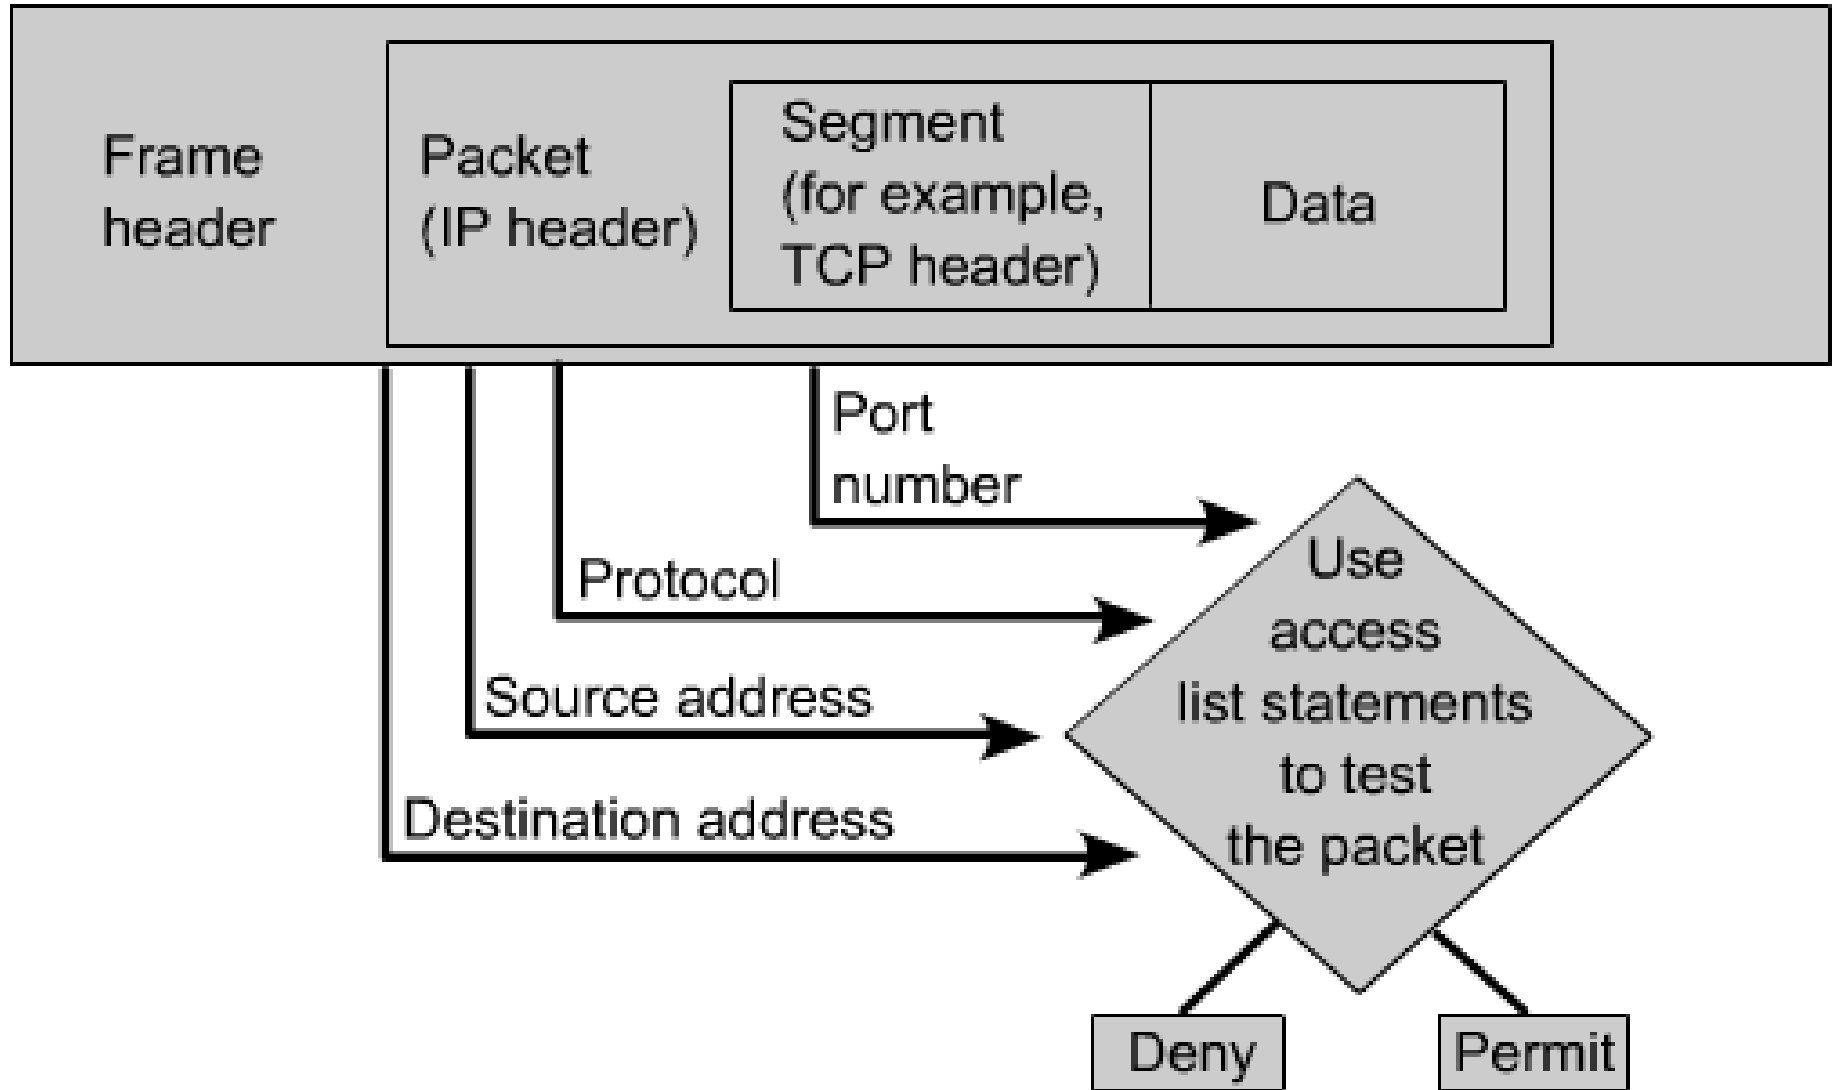 Frame
header
Packet
(IP header)
Segment
(for example,
TCP header)
Data
Port
number
Protocol
Source address
Destination address
Use
access
list statements
to test
the packet
Deny
Permit